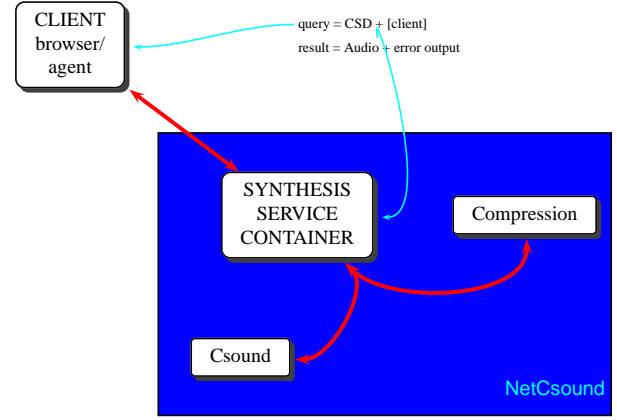 CLIENT
browser/
agent
query = CSD + [client]
result = Audio + error output
SYNTHESIS
SERVICE
CONTAINER
Compression
Csound
NetCsound